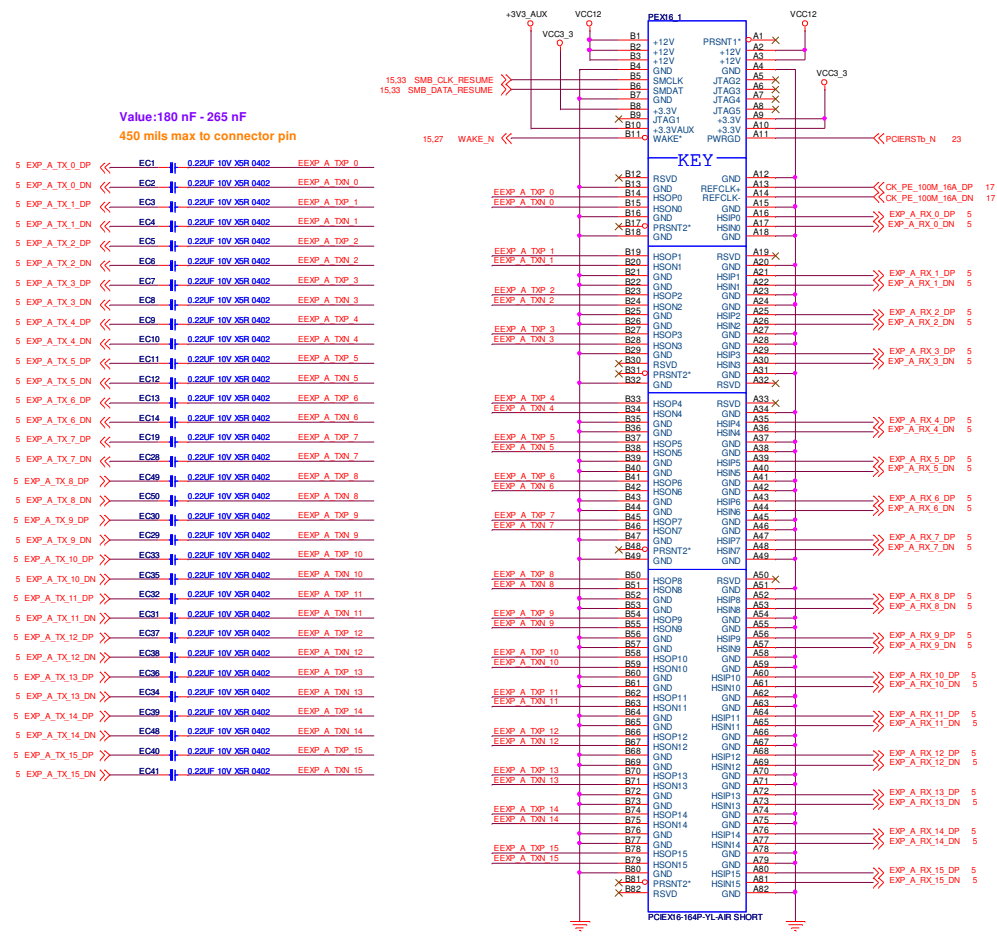 Value:180 nF - 265 nF
450 mils max to connector pin
5 EXP_A_TX_0_DP EC1 0.22UF 10V X5R 0402 EEXP_A_TXP_0
5 EXP_A_TX_0_DN EC2 0.22UF 10V X5R 0402 EEXP_A_TXN_0
5 EXP_A_TX_1_DP EC3 0.22UF 10V X5R 0402 EEXP_A_TXP_1
5 EXP_A_TX_1_DN EC4 0.22UF 10V X5R 0402 EEXP_A_TXN_1
5 EXP_A_TX_2_DP EC5 0.22UF 10V X5R 0402 EEXP_A_TXP_2
5 EXP_A_TX_2_DN EC6 0.22UF 10V X5R 0402 EEXP_A_TXN_2
5 EXP_A_TX_3_DP EC7 0.22UF 10V X5R 0402 EEXP_A_TXP_3
5 EXP_A_TX_3_DN EC8 0.22UF 10V X5R 0402 EEXP_A_TXN_3
5 EXP_A_TX_4_DP EC9 0.22UF 10V X5R 0402 EEXP_A_TXP_4
5 EXP_A_TX_4_DN EC10 0.22UF 10V X5R 0402 EEXP_A_TXN_4
5 EXP_A_TX_5_DP EC11 0.22UF 10V X5R 0402 EEXP_A_TXP_5
5 EXP_A_TX_5_DN EC12 0.22UF 10V X5R 0402 EEXP_A_TXN_5
5 EXP_A_TX_6_DP EC13 0.22UF 10V X5R 0402 EEXP_A_TXP_6
5 EXP_A_TX_6_DN EC14 0.22UF 10V X5R 0402 EEXP_A_TXN_6
5 EXP_A_TX_7_DP EC19 0.22UF 10V X5R 0402 EEXP_A_TXP_7
5 EXP_A_TX_7_DN EC28 0.22UF 10V X5R 0402 EEXP_A_TXN_7
5 EXP_A_TX_8_DP EC49 0.22UF 10V X5R 0402 EEXP_A_TXP_8
5 EXP_A_TX_8_DN EC50 0.22UF 10V X5R 0402 EEXP_A_TXN_8
5 EXP_A_TX_9_DP EC30 0.22UF 10V X5R 0402 EEXP_A_TXP_9
5 EXP_A_TX_9_DN EC29 0.22UF 10V X5R 0402 EEXP_A_TXN_9
5 EXP_A_TX_10_DP EC33 0.22UF 10V X5R 0402 EEXP_A_TXP_10
5 EXP_A_TX_10_DN EC35 0.22UF 10V X5R 0402 EEXP_A_TXN_10
5 EXP_A_TX_11_DP EC32 0.22UF 10V X5R 0402 EEXP_A_TXP_11
5 EXP_A_TX_11_DN EC31 0.22UF 10V X5R 0402 EEXP_A_TXN_11
5 EXP_A_TX_12_DP EC37 0.22UF 10V X5R 0402 EEXP_A_TXP_12
5 EXP_A_TX_12_DN EC38 0.22UF 10V X5R 0402 EEXP_A_TXN_12
5 EXP_A_TX_13_DP EC36 0.22UF 10V X5R 0402 EEXP_A_TXP_13
5 EXP_A_TX_13_DN EC34 0.22UF 10V X5R 0402 EEXP_A_TXN_13
5 EXP_A_TX_14_DP EC39 0.22UF 10V X5R 0402 EEXP_A_TXP_14
5 EXP_A_TX_14_DN EC48 0.22UF 10V X5R 0402 EEXP_A_TXN_14
5 EXP_A_TX_15_DP EC40 0.22UF 10V X5R 0402 EEXP_A_TXP_15
5 EXP_A_TX_15_DN EC41 0.22UF 10V X5R 0402 EEXP_A_TXN_15
+3V3_AUX VCC12 PEX16_1 VCC12
VCC3_3
B1 +12V PRSNT1* A1
B2 +12V +12V A2
B3 +12V +12V A3
B4 GND GND A4 VCC3_3
15,33 SMB_CLK_RESUME B5 SMCLK JTAG2 A5
15,33 SMB_DATA_RESUME B6 SMDAT JTAG3 A6
B7 GND JTAG4 A7
B8 +3.3V JTAG5 A8
B9 JTAG1 +3.3V A9
B10 +3.3VAUX +3.3V A10
15,27 WAKE_N B11 WAKE* PWRGD A11 PCIERSTb_N 23
KEY
B12 RSVD GND A12
B13 GND REFCLK+ A13 CK_PE_100M_16A_DP 17
EEXP_A_TXP_0 B14 HSOP0 REFCLK- A14 CK_PE_100M_16A_DN 17
EEXP_A_TXN_0 B15 HSON0 GND A15
B16 GND HSIP0 A16 EXP_A_RX_0_DP 5
B17 PRSNT2* HSIN0 A17 EXP_A_RX_0_DN 5
B18 GND GND A18
EEXP_A_TXP_1 B19 HSOP1 RSVD A19
EEXP_A_TXN_1 B20 HSON1 GND A20
B21 GND HSIP1 A21 EXP_A_RX_1_DP 5
B22 GND HSIN1 A22 EXP_A_RX_1_DN 5
EEXP_A_TXP_2 B23 HSOP2 GND A23
EEXP_A_TXN_2 B24 HSON2 GND A24
B25 GND HSIP2 A25 EXP_A_RX_2_DP 5
B26 GND HSIN2 A26 EXP_A_RX_2_DN 5
EEXP_A_TXP_3 B27 HSOP3 GND A27
EEXP_A_TXN_3 B28 HSON3 GND A28
B29 GND HSIP3 A29 EXP_A_RX_3_DP 5
B30 RSVD HSIN3 A30 EXP_A_RX_3_DN 5
B31 PRSNT2* GND A31
B32 GND RSVD A32
EEXP_A_TXP_4 B33 HSOP4 RSVD A33
EEXP_A_TXN_4 B34 HSON4 GND A34
B35 GND HSIP4 A35 EXP_A_RX_4_DP 5
B36 GND HSIN4 A36 EXP_A_RX_4_DN 5
EEXP_A_TXP_5 B37 HSOP5 GND A37
EEXP_A_TXN_5 B38 HSON5 GND A38
B39 GND HSIP5 A39 EXP_A_RX_5_DP 5
B40 GND HSIN5 A40 EXP_A_RX_5_DN 5
EEXP_A_TXP_6 B41 HSOP6 GND A41
EEXP_A_TXN_6 B42 HSON6 GND A42
B43 GND HSIP6 A43 EXP_A_RX_6_DP 5
B44 GND HSIN6 A44 EXP_A_RX_6_DN 5
EEXP_A_TXP_7 B45 HSOP7 GND A45
EEXP_A_TXN_7 B46 HSON7 GND A46
B47 GND HSIP7 A47 EXP_A_RX_7_DP 5
B48 PRSNT2* HSIN7 A48 EXP_A_RX_7_DN 5
B49 GND GND A49
EEXP_A_TXP_8 B50 HSOP8 RSVD A50
EEXP_A_TXN_8 B51 HSON8 GND A51
B52 GND HSIP8 A52 EXP_A_RX_8_DP 5
B53 GND HSIN8 A53 EXP_A_RX_8_DN 5
EEXP_A_TXP_9 B54 HSOP9 GND A54
EEXP_A_TXN_9 B55 HSON9 GND A55
B56 GND HSIP9 A56 EXP_A_RX_9_DP 5
B57 GND HSIN9 A57 EXP_A_RX_9_DN 5
EEXP_A_TXP_10 B58 HSOP10 GND A58
EEXP_A_TXN_10 B59 HSON10 GND A59
B60 GND HSIP10 A60 EXP_A_RX_10_DP 5
B61 GND HSIN10 A61 EXP_A_RX_10_DN 5
EEXP_A_TXP_11 B62 HSOP11 GND A62
EEXP_A_TXN_11 B63 HSON11 GND A63
B64 GND HSIP11 A64 EXP_A_RX_11_DP 5
B65 GND HSIN11 A65 EXP_A_RX_11_DN 5
EEXP_A_TXP_12 B66 HSOP12 GND A66
EEXP_A_TXN_12 B67 HSON12 GND A67
B68 GND HSIP12 A68 EXP_A_RX_12_DP 5
B69 GND HSIN12 A69 EXP_A_RX_12_DN 5
EEXP_A_TXP_13 B70 HSOP13 GND A70
EEXP_A_TXN_13 B71 HSON13 GND A71
B72 GND HSIP13 A72 EXP_A_RX_13_DP 5
B73 GND HSIN13 A73 EXP_A_RX_13_DN 5
EEXP_A_TXP_14 B74 HSOP14 GND A74
EEXP_A_TXN_14 B75 HSON14 GND A75
B76 GND HSIP14 A76 EXP_A_RX_14_DP 5
B77 GND HSIN14 A77 EXP_A_RX_14_DN 5
EEXP_A_TXP_15 B78 HSOP15 GND A78
EEXP_A_TXN_15 B79 HSON15 GND A79
B80 GND HSIP15 A80 EXP_A_RX_15_DP 5
B81 PRSNT2* HSIN15 A81 EXP_A_RX_15_DN 5
B82 RSVD GND A82
PCIEX16-164P-YL-AIR SHORT